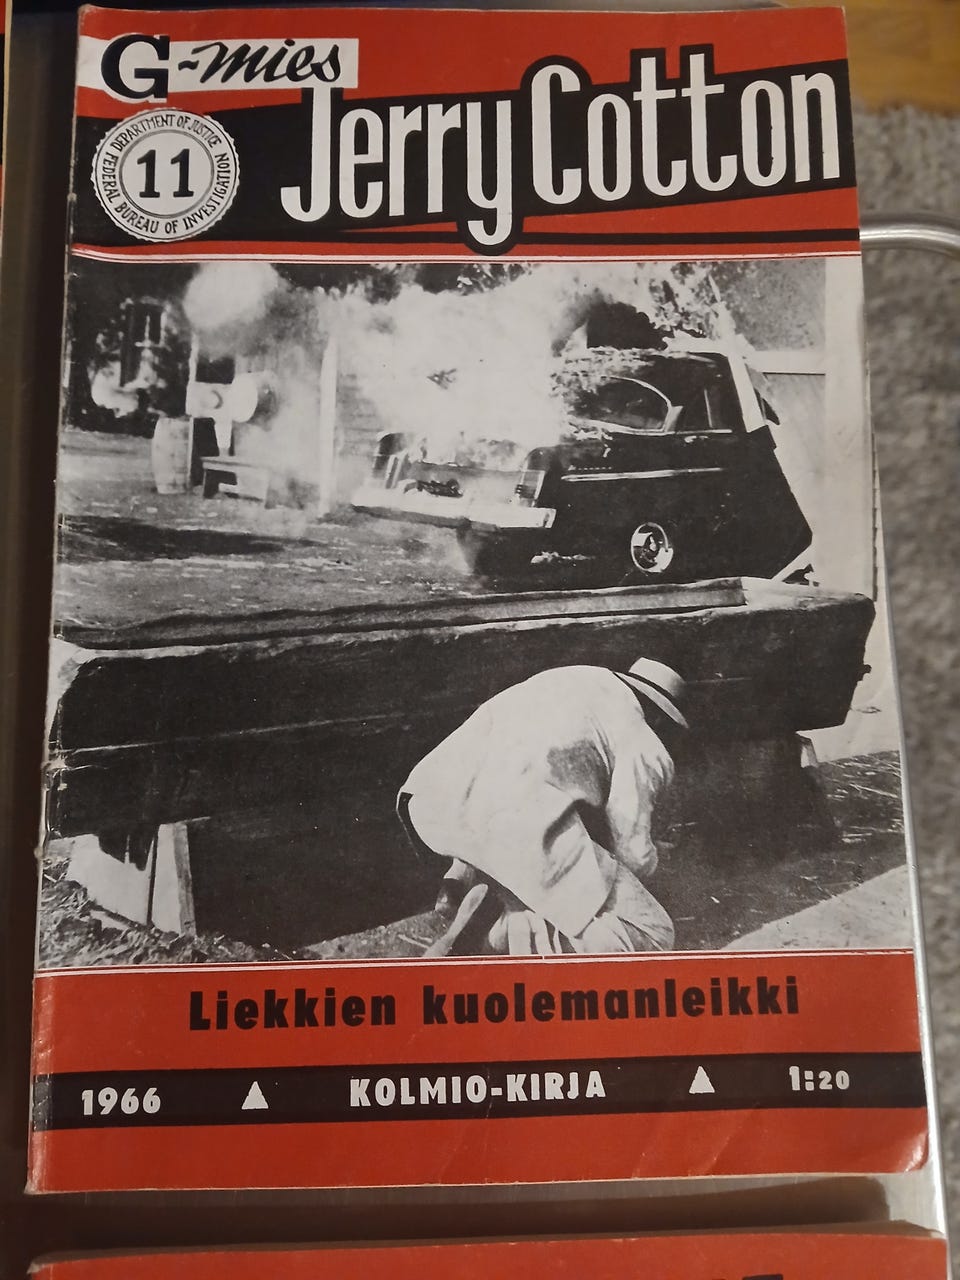 G-mies
Jerry Cotton
DEPARTMENT OF JUSTICE
FEDERAL BUREAU OF INVESTIGATION
11
Liekkien kuolemanleikki
1966 KOLMIO-KIRJA 1:20